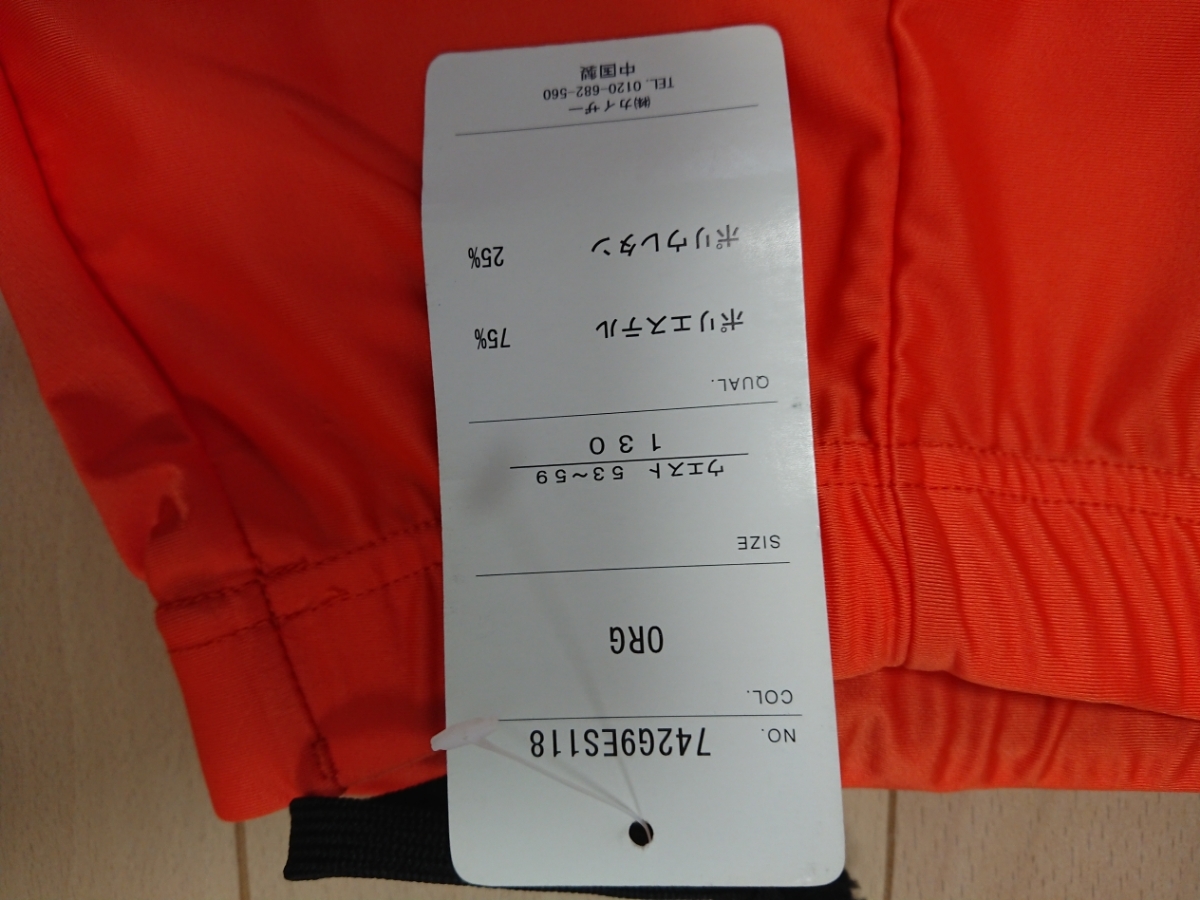 NO. 742G9ES118
COL.
ORG
SIZE
ウエスト 53~59
130
QUAL.
ポリエステル 75%
ポリウレタン 25%
㈱カイザー
TEL. 0120-682-560
中国製